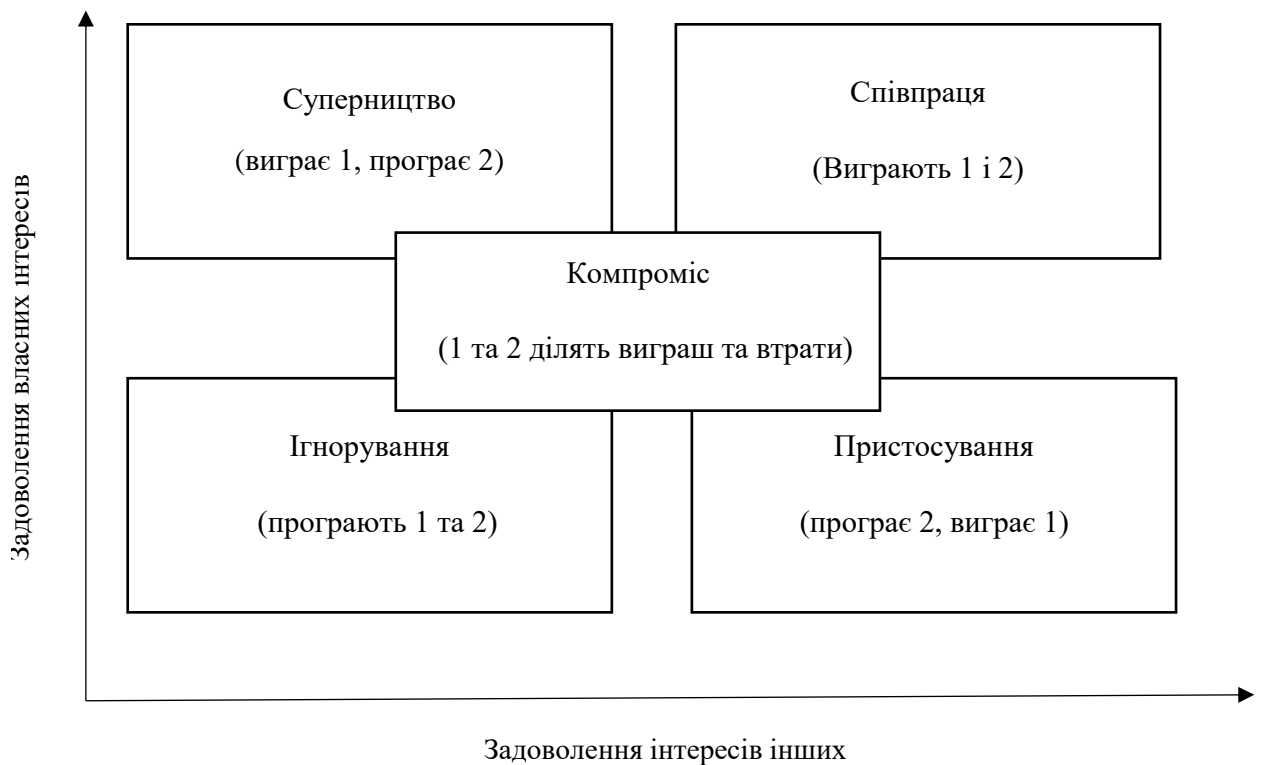 Суперництво
(виграє 1, програє 2)
Співпраця
(Виграють 1 і 2)
Компроміс
(1 та 2 ділять виграш та втрати)
Ігнорування
(програють 1 та 2)
Пристосування
(програє 2, виграє 1)
Задоволення власних інтересів
Задоволення інтересів інших